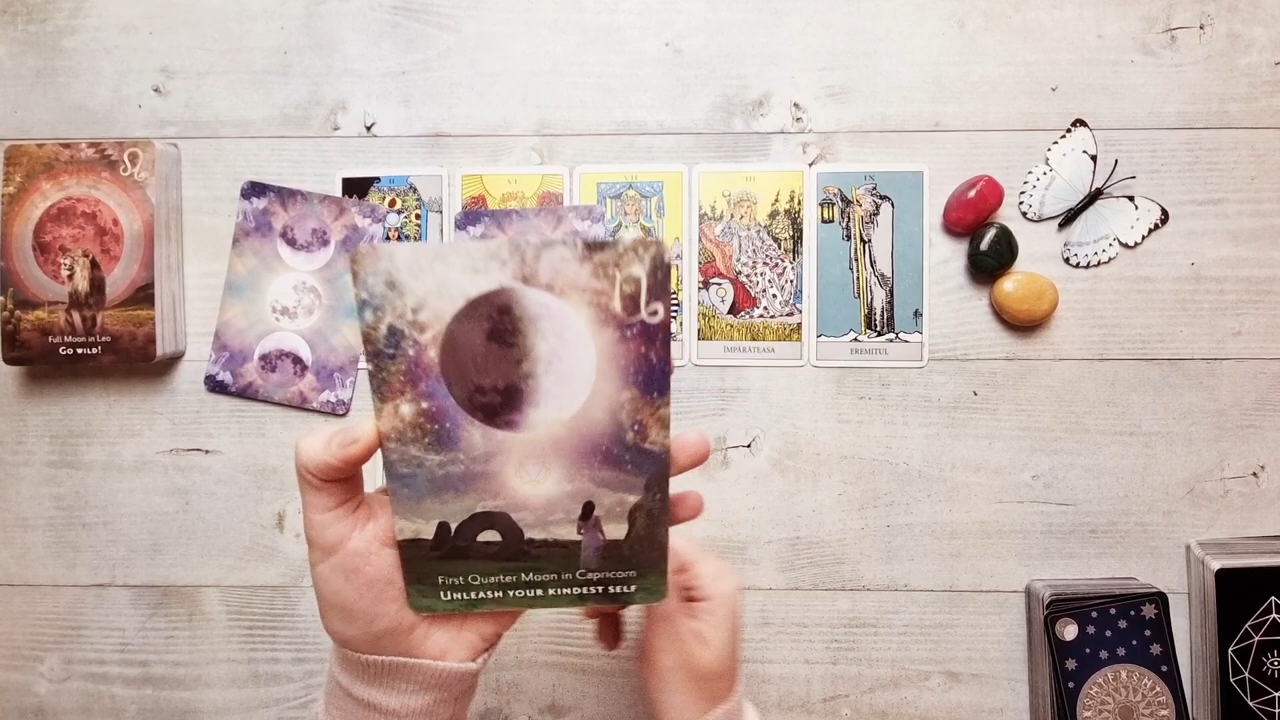 II
VI
VII
III
IX
Full Moon in Leo
GO WILD!
ÎMPĂRĂTEASA
EREMITUL
First Quarter Moon in Capricorn
UNLEASH YOUR KINDEST SELF